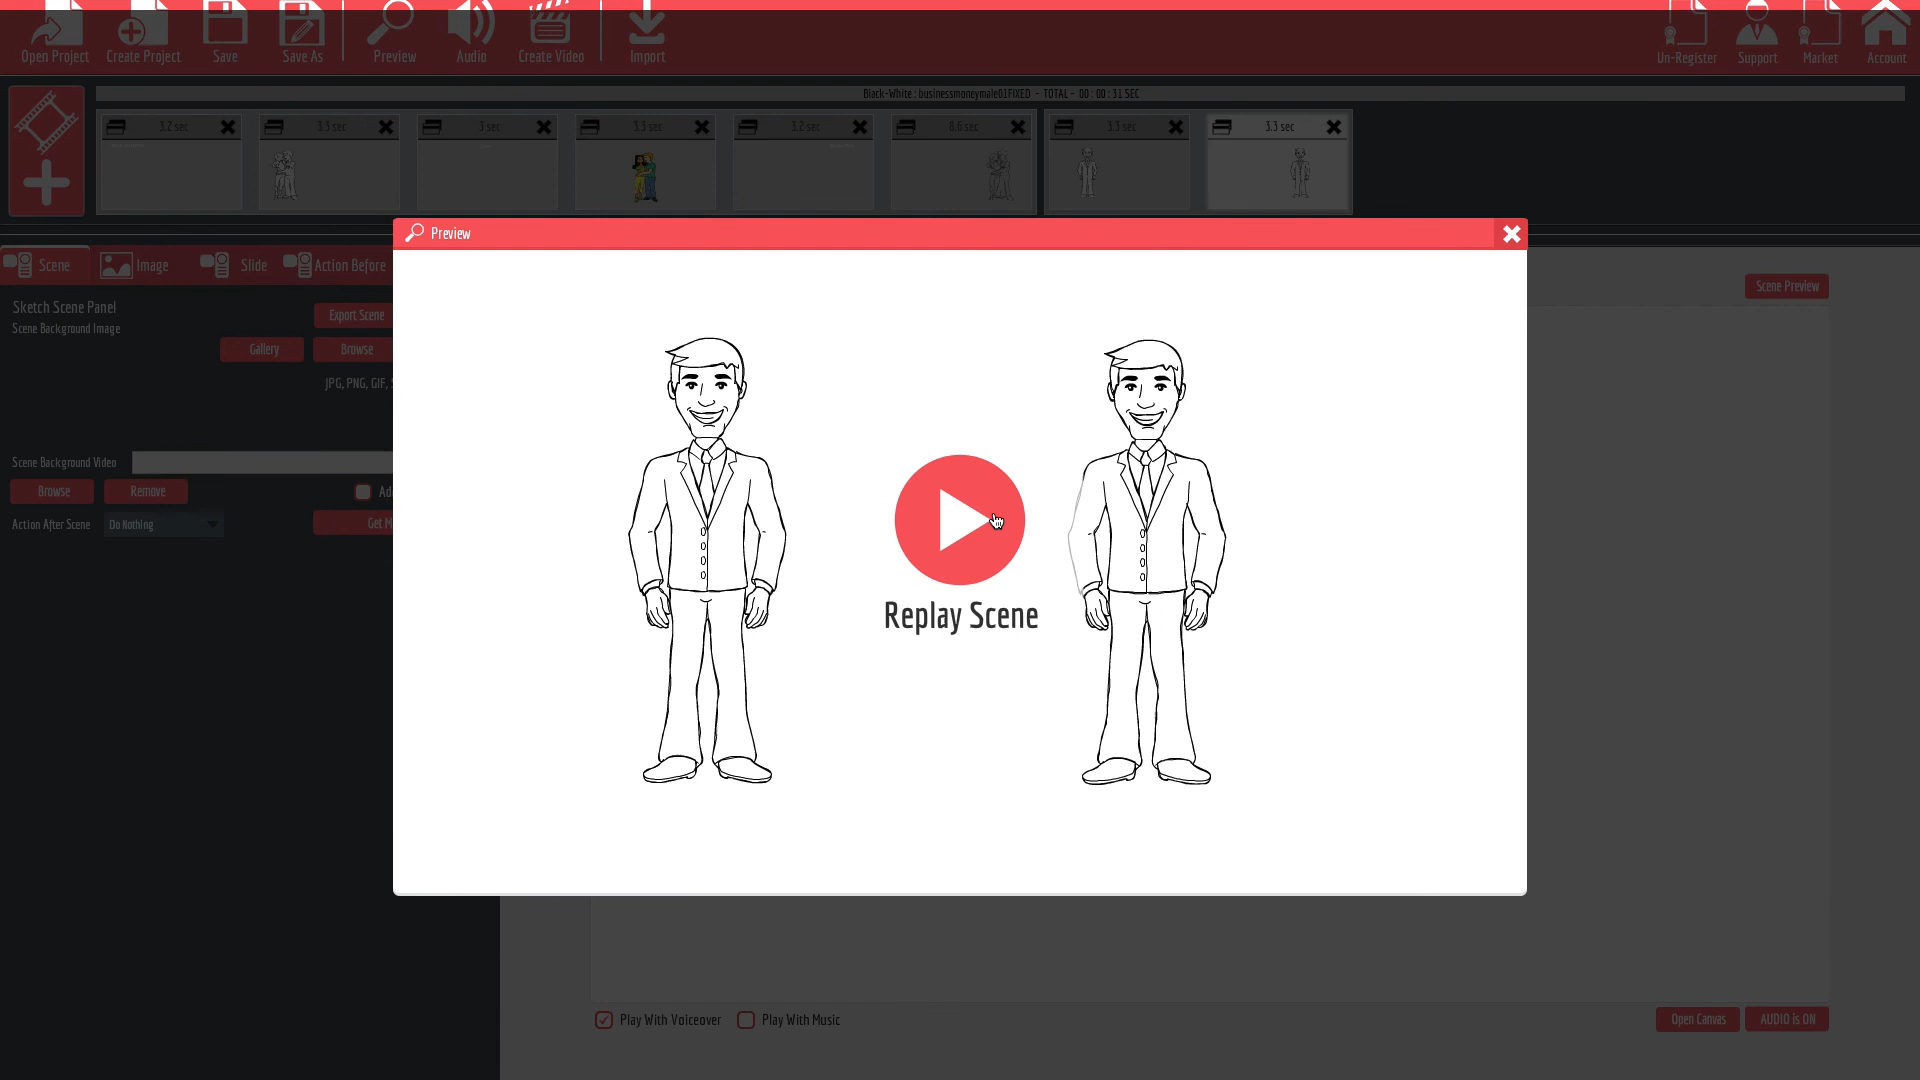 Open Project Create Project Save Save As Preview Audio Create Video Import Un-Register Support Market Account
Black-White : businessmoneymale01FIXED - TOTAL - 00 : 00 : 31 SEC
3.2 sec 3.3 sec 3 sec 3.3 sec 3.2 sec 8.6 sec 3.3 sec 3.3 sec
Preview
Scene Image Slide Action Before
Scene Preview
Sketch Scene Panel
Export Scene
Scene Background Image
Gallery Browse
JPG, PNG, GIF,
Scene Background Video
Browse Remove
Action After Scene Do Nothing
Replay Scene
Play With Voiceover Play With Music
Open Canvas AUDIO is ON